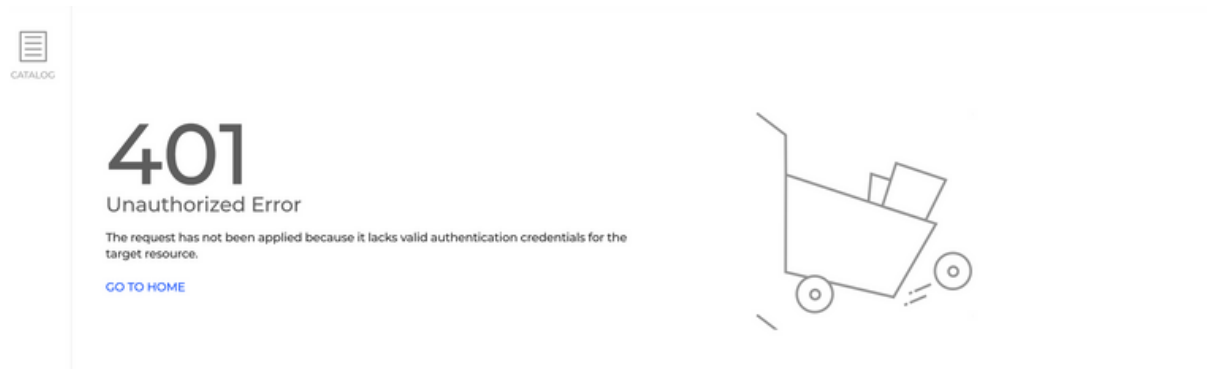 CATALOG
401
Unauthorized Error
The request has not been applied because it lacks valid authentication credentials for the
target resource.
GO TO HOME